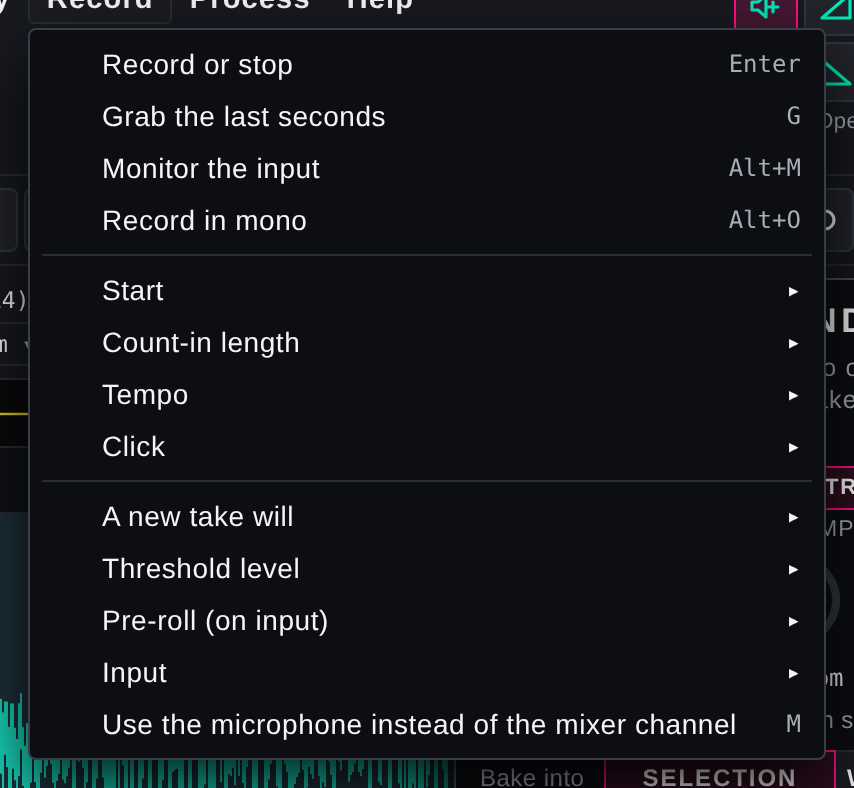 Record Process Help
Record or stop Enter
Grab the last seconds G
Monitor the input Alt+M
Record in mono Alt+O
Start ▸
Count-in length ▸
Tempo ▸
Click ▸
A new take will ▸
Threshold level ▸
Pre-roll (on input) ▸
Input ▸
Use the microphone instead of the mixer channel M
Bake into SELECTION